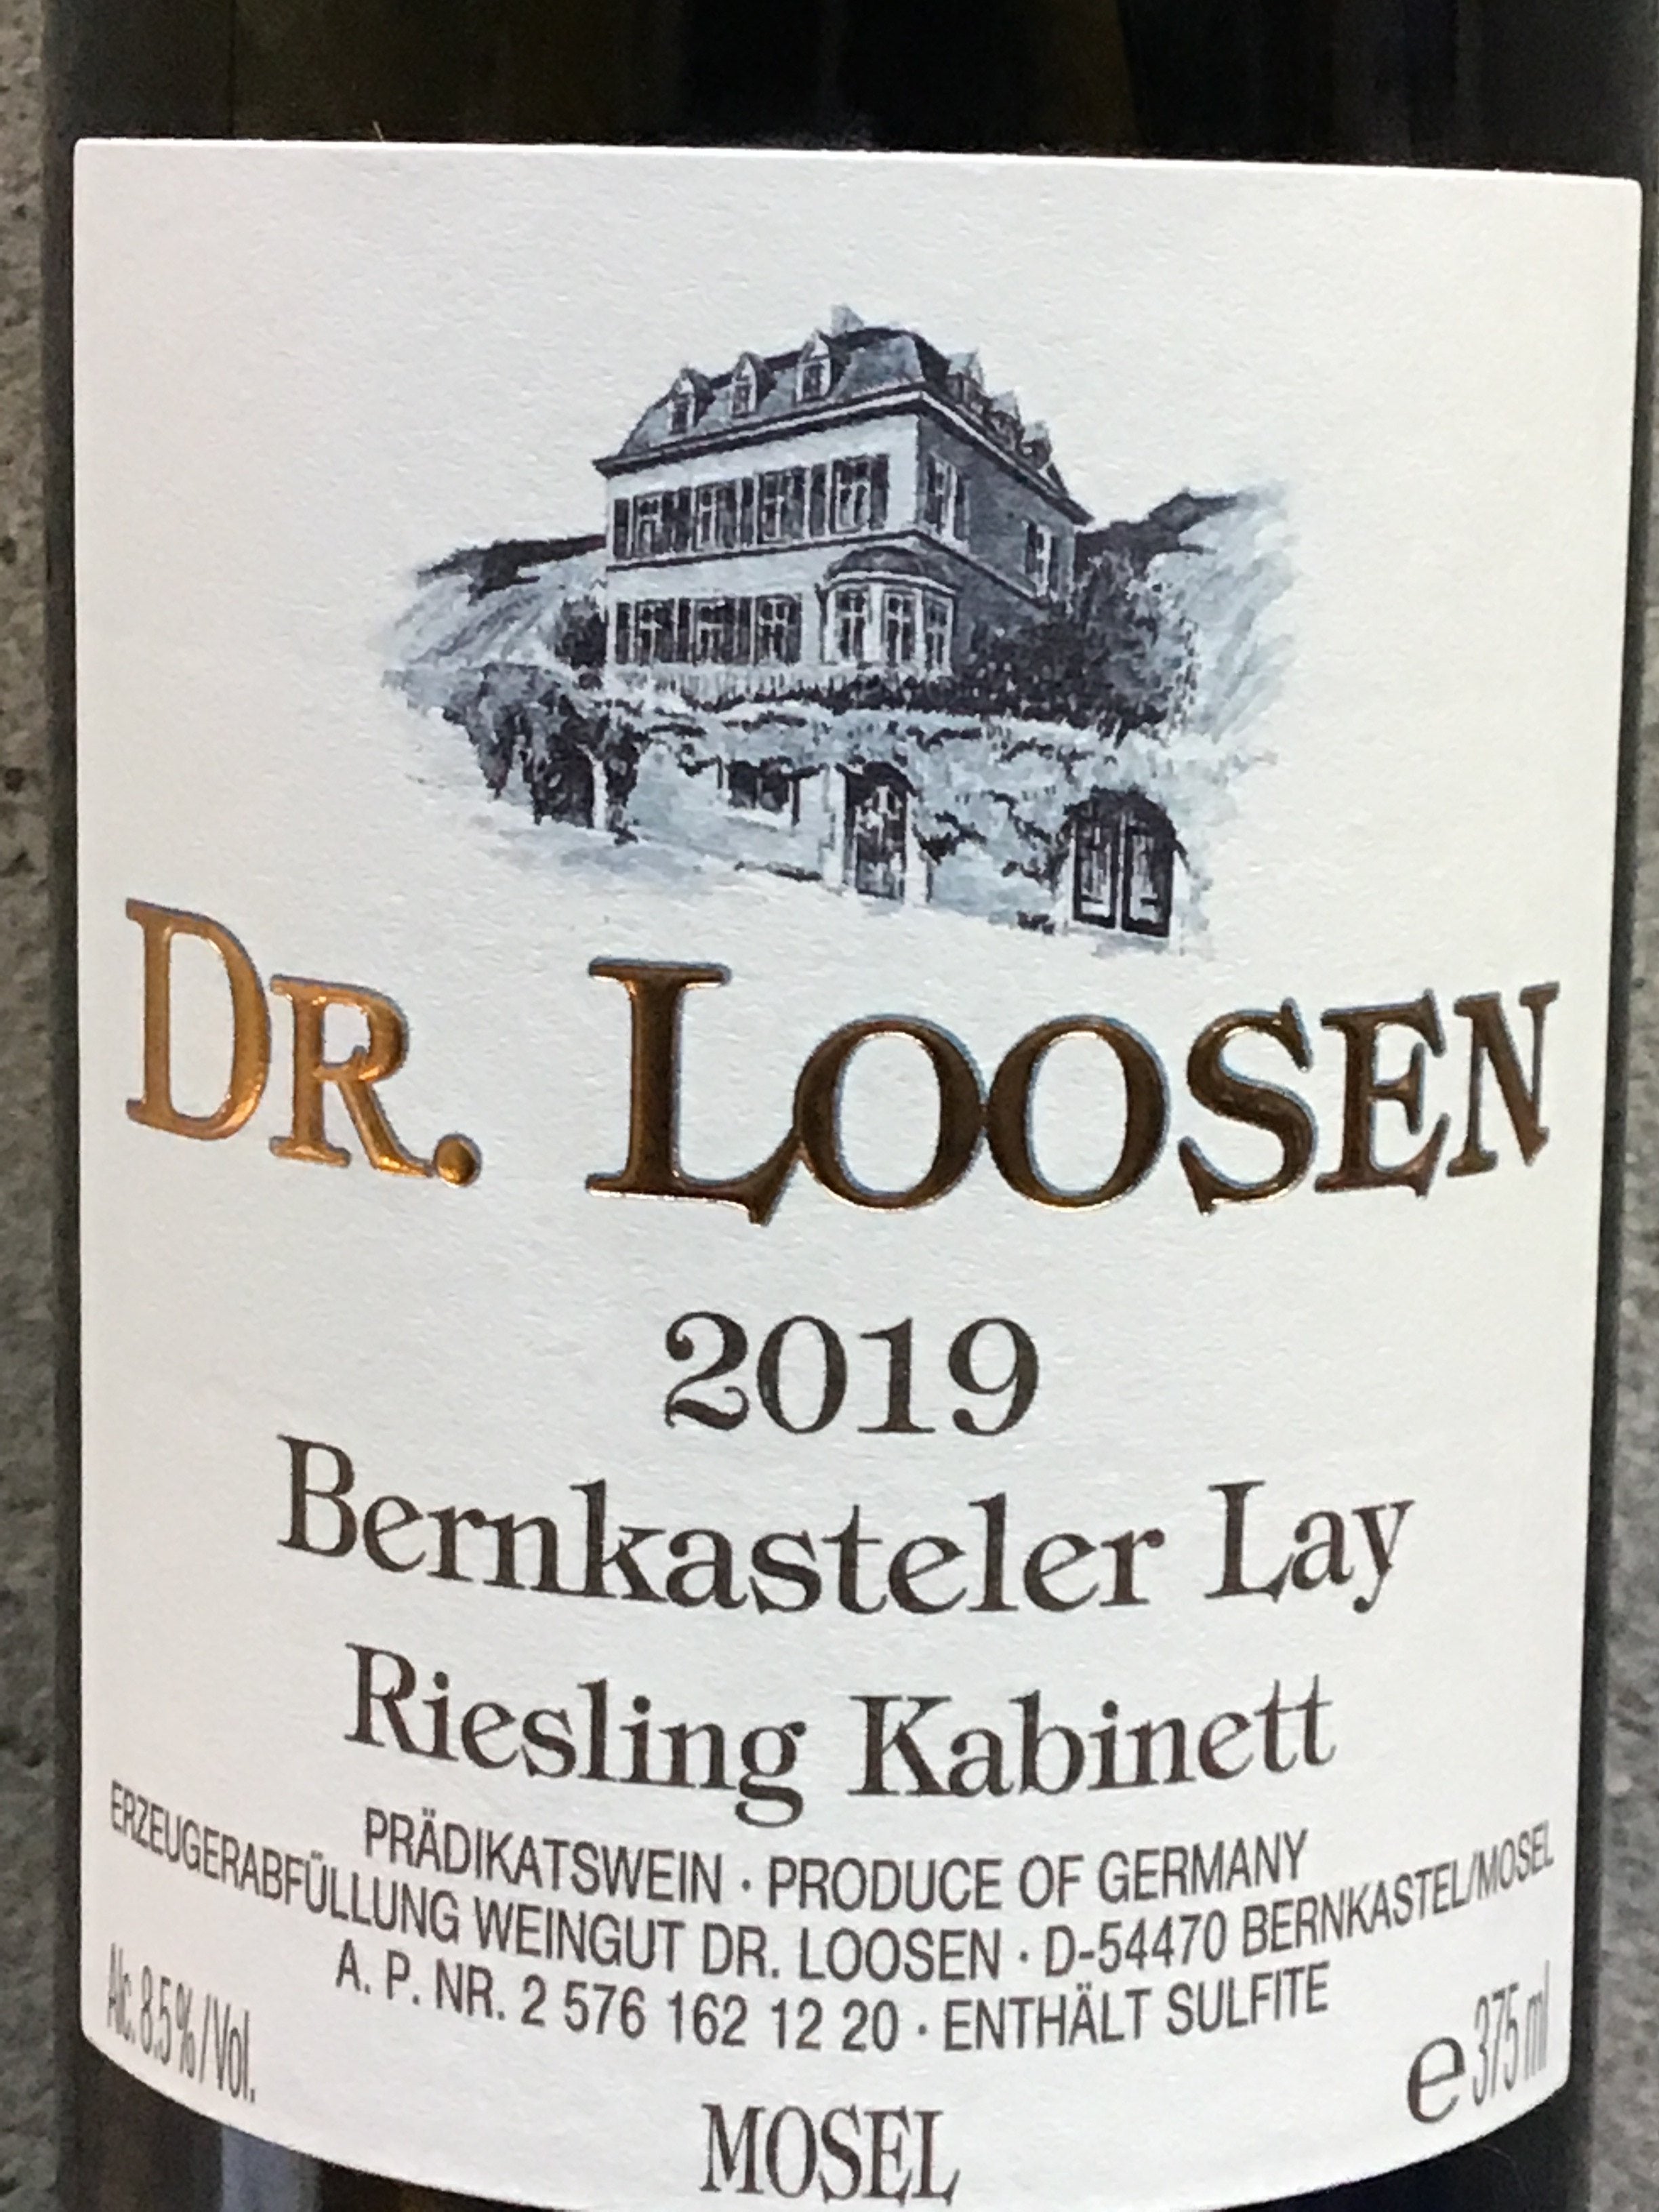 DR. LOOSEN
2019
Bernkasteler Lay
Riesling Kabinett
PRÄDIKATSWEIN · PRODUCE OF GERMANY
ERZEUGERABFÜLLUNG WEINGUT DR. LOOSEN · D-54470 BERNKASTEL/MOSEL
A. P. NR. 2 576 162 12 20 · ENTHÄLT SULFITE
Alc. 8.5%/Vol.
e 375 ml
MOSEL